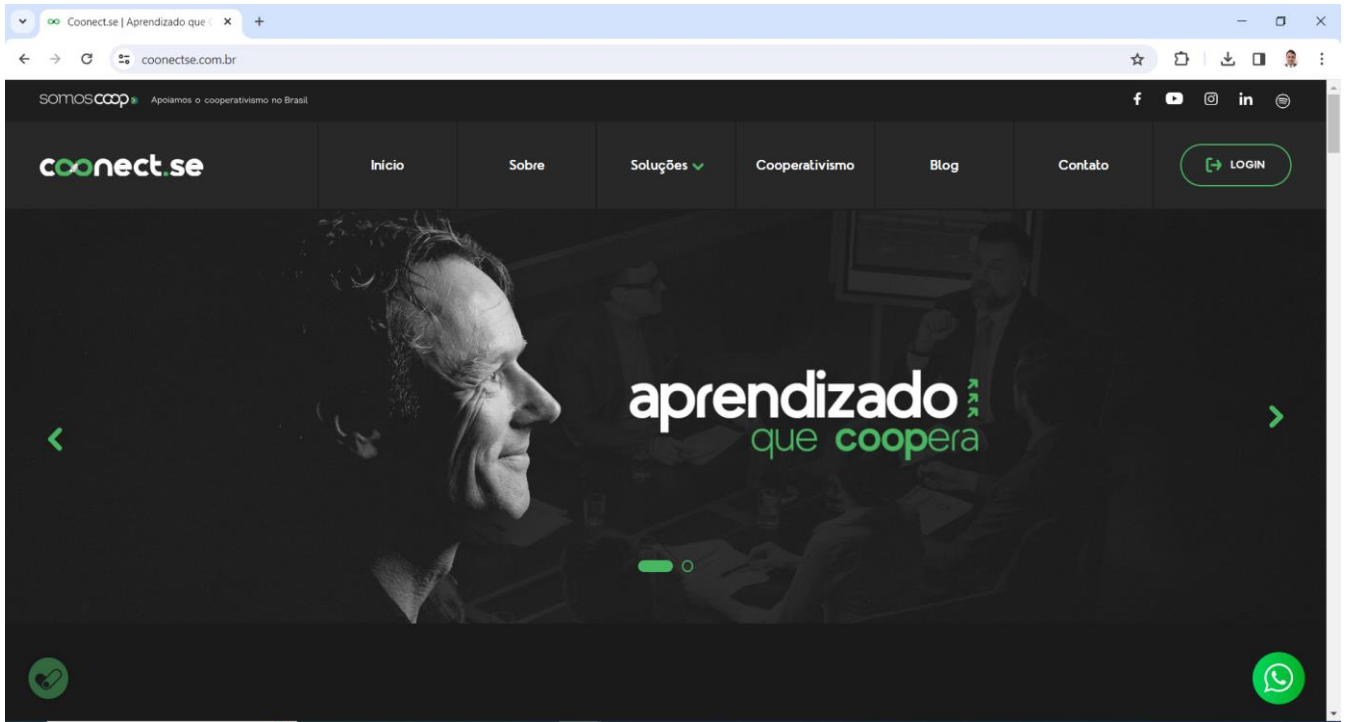 Coonect.se | Aprendizado que
coonectse.com.br
somoscoop Apoiamos o cooperativismo no Brasil
coonect.se Início Sobre Soluções Cooperativismo Blog Contato LOGIN
aprendizado
que coopera